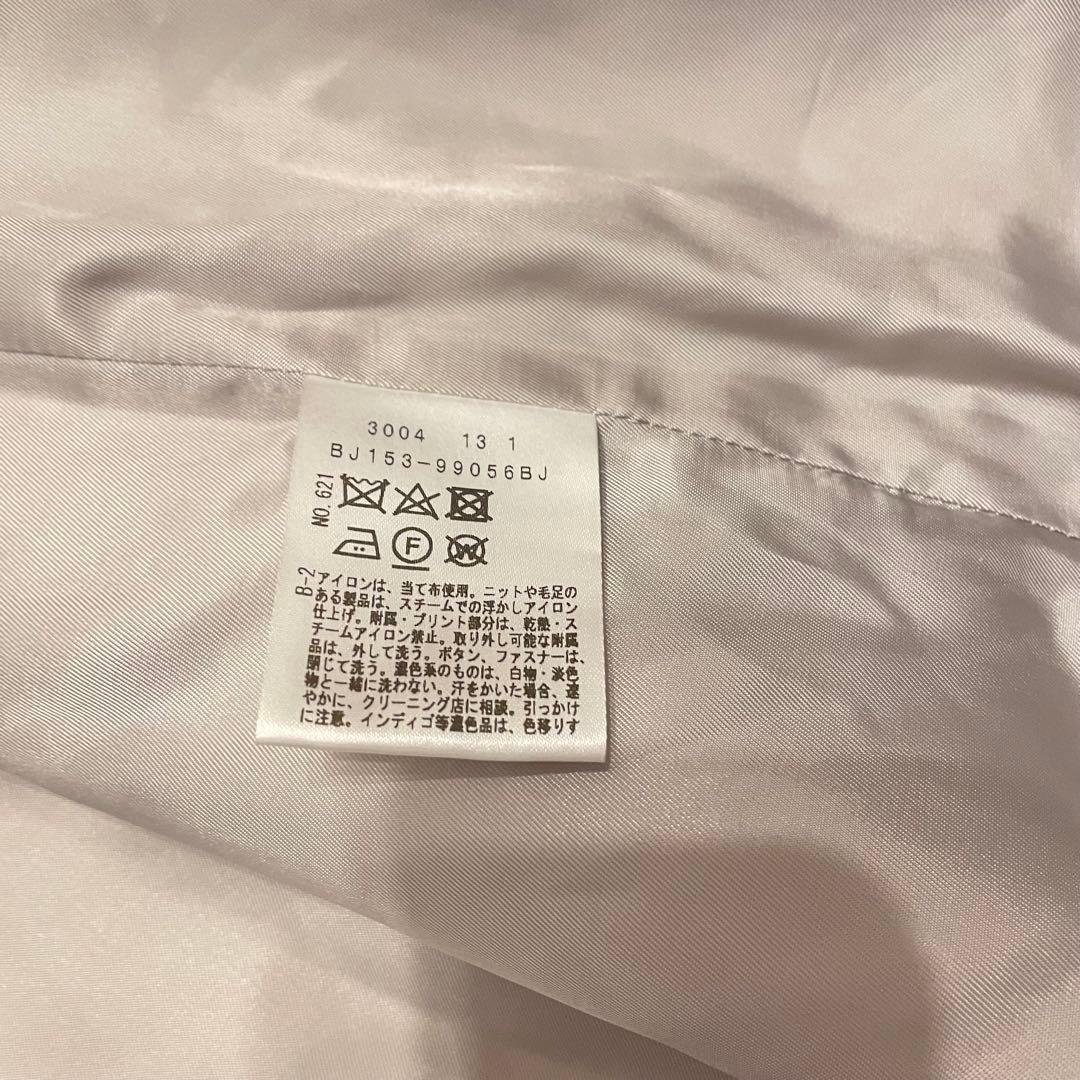 3004 13 1
BJ153-99056BJ
NO.621
F
W
B-2
アイロンは、当て布使用。ニットや毛足の
ある製品は、スチームでの浮かしアイロン
仕上げ。附属・プリント部分は、乾熱・ス
チームアイロン禁止。取り外し可能な附属
品は、外して洗う。ボタン、ファスナーは、
閉じて洗う。濃色系のものは、白物・淡色
物と一緒に洗わない。汗をかいた場合、速
やかに、クリーニング店に相談。引っかけ
に注意。インディゴ等濃色品は、色移りす